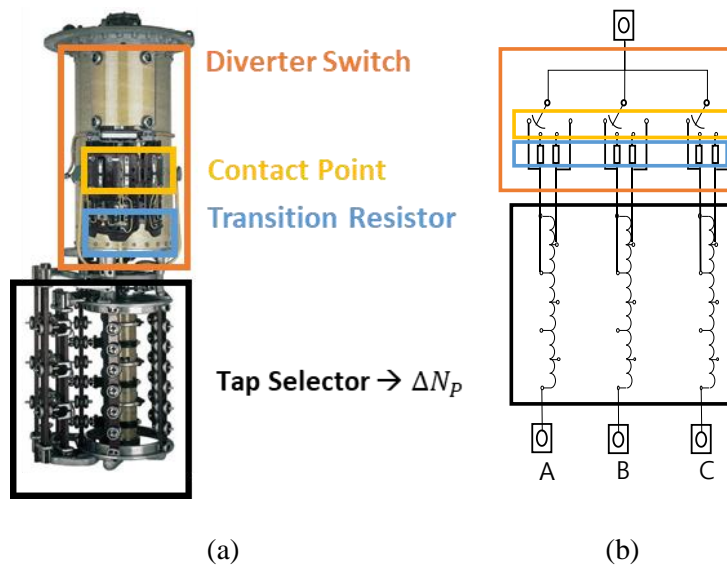 Diverter Switch
Contact Point
Transition Resistor
Tap Selector → ΔN_P
A B C
(a) (b)